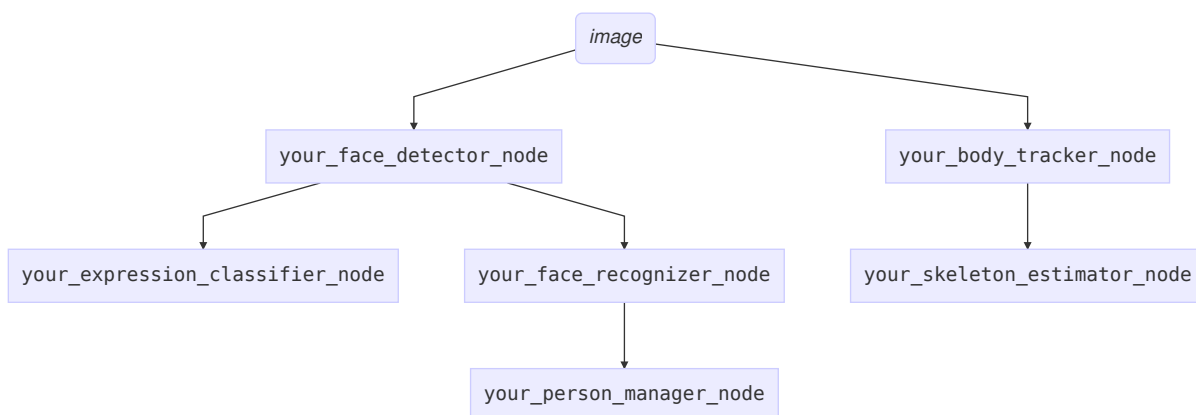 image
your_face_detector_node
your_body_tracker_node
your_expression_classifier_node
your_face_recognizer_node
your_skeleton_estimator_node
your_person_manager_node